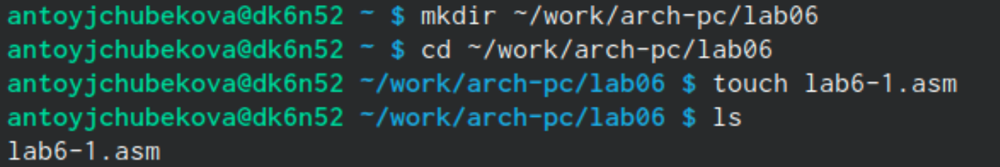 antoyjchubekova@dk6n52 ~ $ mkdir ~/work/arch-pc/lab06
antoyjchubekova@dk6n52 ~ $ cd ~/work/arch-pc/lab06
antoyjchubekova@dk6n52 ~/work/arch-pc/lab06 $ touch lab6-1.asm
antoyjchubekova@dk6n52 ~/work/arch-pc/lab06 $ ls
lab6-1.asm